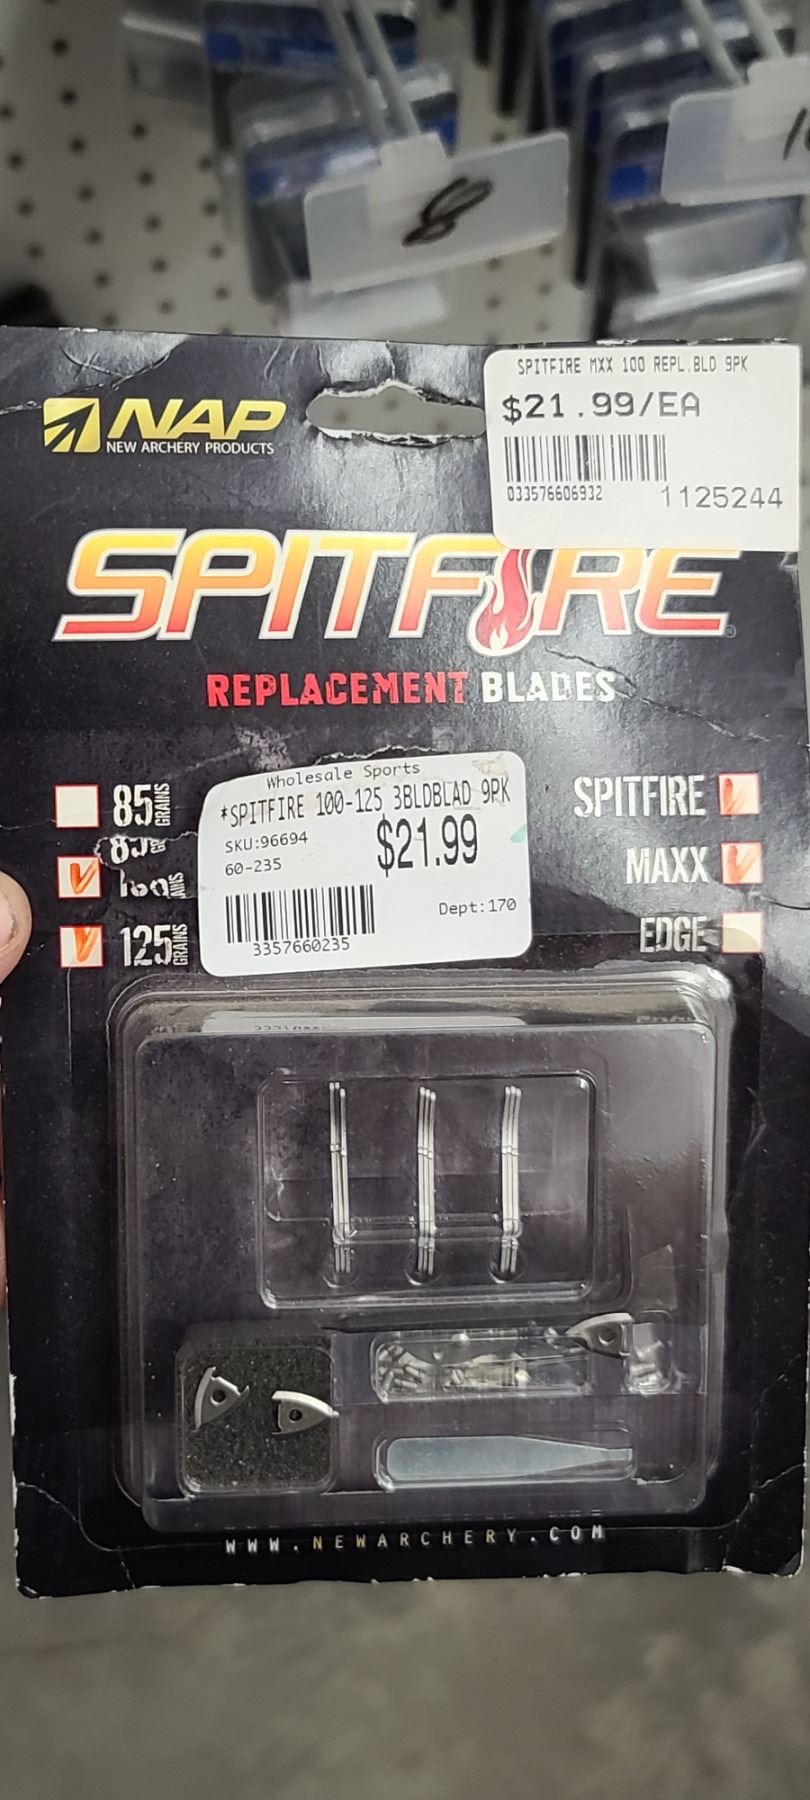 8
NAP
NEW ARCHERY PRODUCTS
SPITFIRE MXX 100 REPL.BLD 9PK
$21.99/EA
033576606932 1125244
SPITFIRE
REPLACEMENT BLADES
85 GRAINS
125 GRAINS
Wholesale Sports
*SPITFIRE 100-125 3BLDBLAD 9PK
SKU:96694
$21.99
60-235
Dept:170
3357660235
SPITFIRE
MAXX
EDGE
WWW.NEWARCHERY.COM